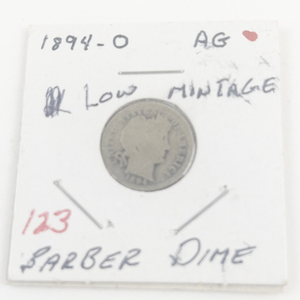 1894-O AG
LOW MINTAGE
123
BARBER DIME